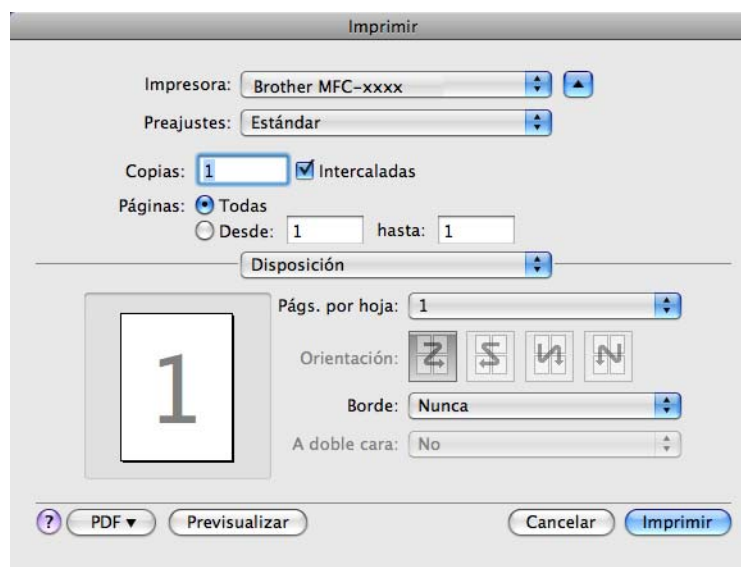 Imprimir
Impresora: Brother MFC-xxxx
Preajustes: Estándar
Copias: 1 Intercaladas
Páginas: Todas
Desde: 1 hasta: 1
Disposición
Págs. por hoja: 1
1
Orientación:
Borde: Nunca
A doble cara: No
? PDF Previsualizar Cancelar Imprimir